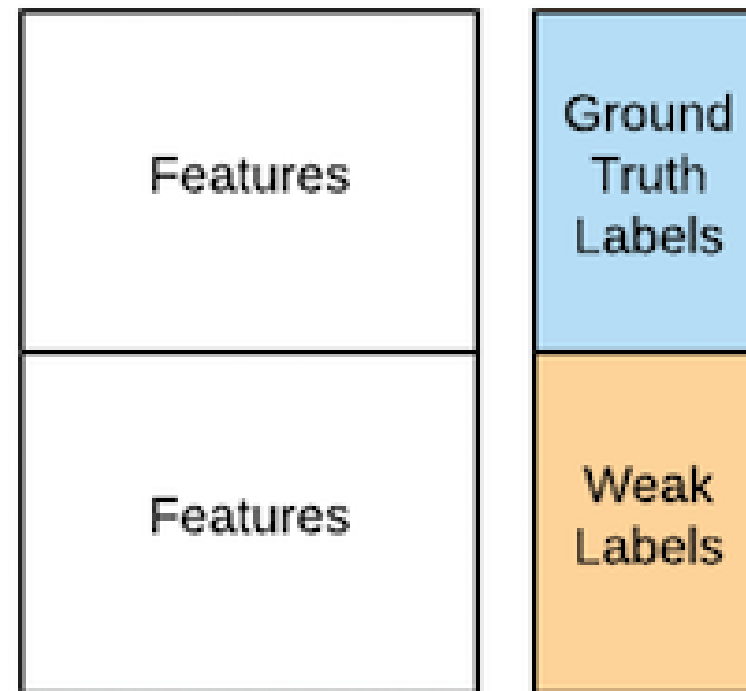 Features
Ground
Truth
Labels
Features
Weak
Labels